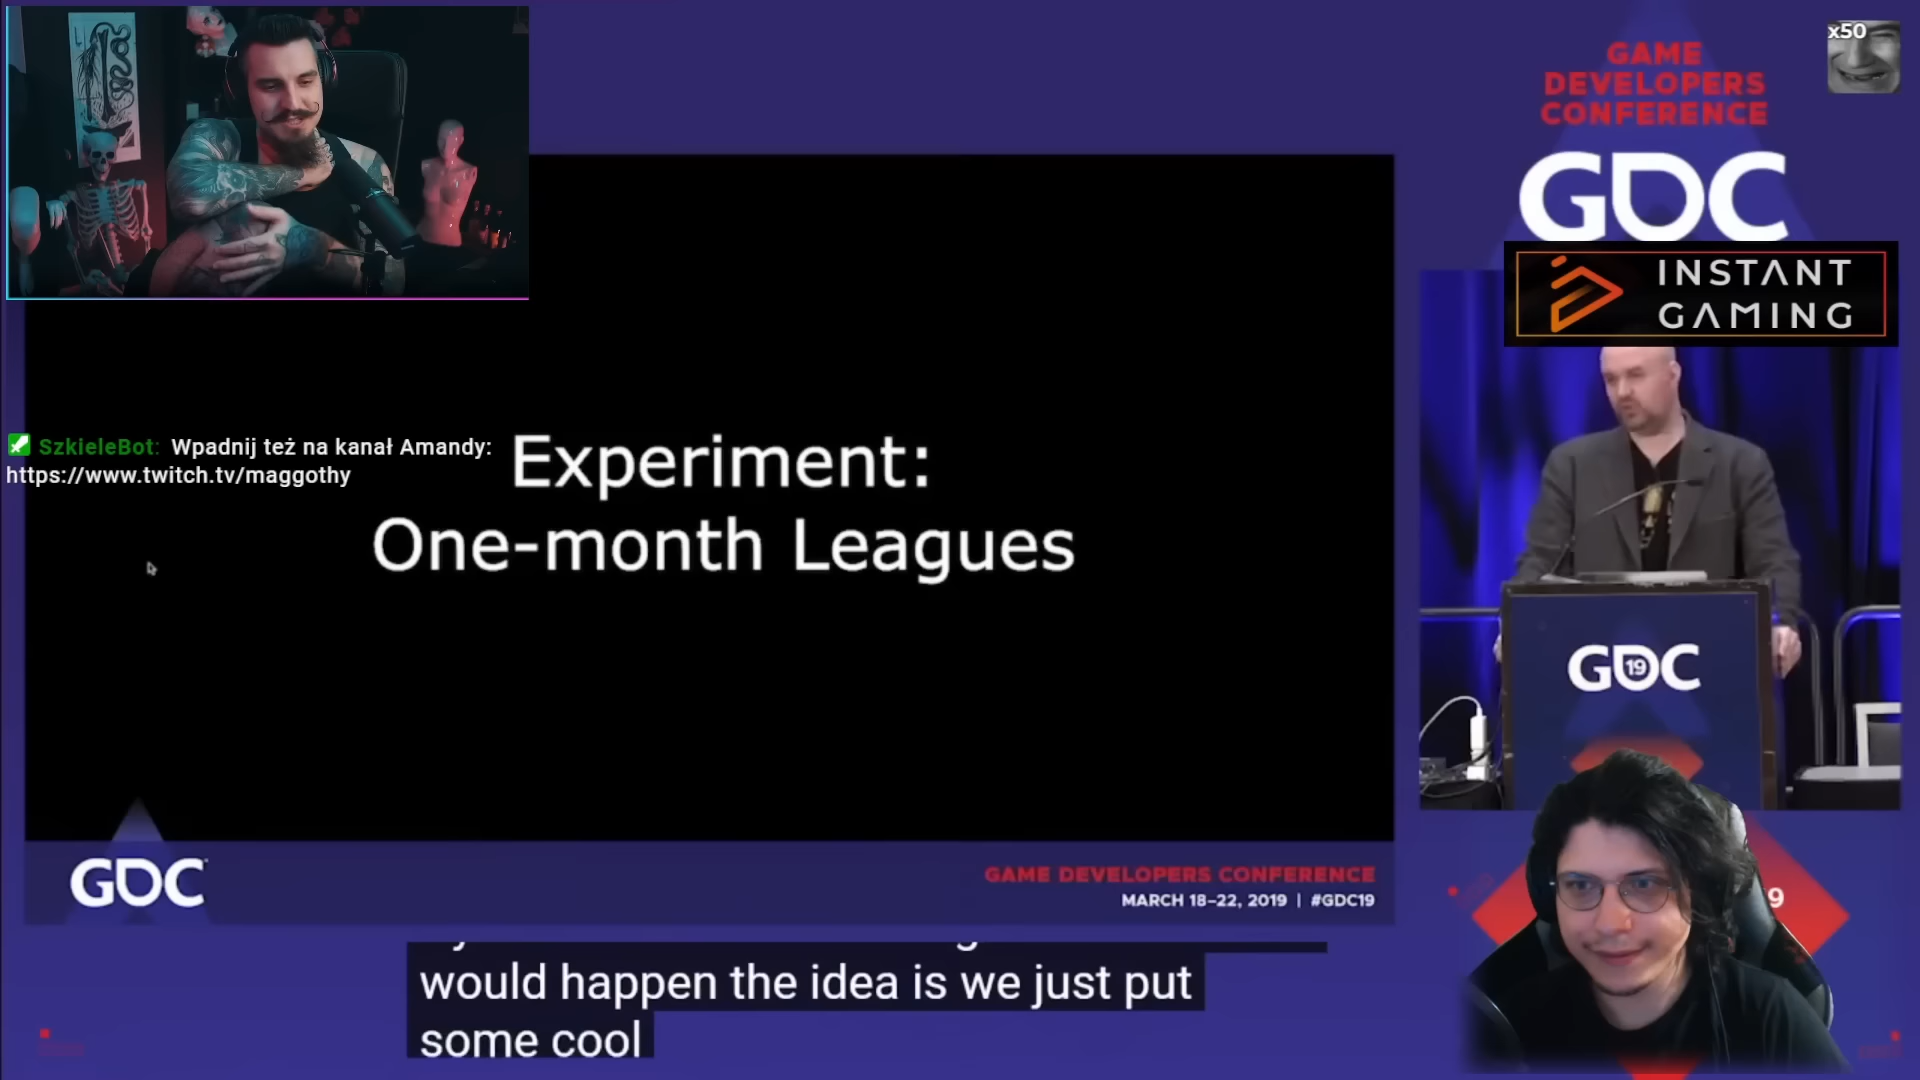 x50
GAME
DEVELOPERS
CONFERENCE
GDC
INSTANT
GAMING
SzkieleBot: Wpadnij też na kanał Amandy:
https://www.twitch.tv/maggothy
Experiment:
One-month Leagues
GDC 19
GDC
GAME DEVELOPERS CONFERENCE
MARCH 18-22, 2019 | #GDC19
9
would happen the idea is we just put
some cool